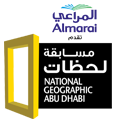 المراعي
Almarai
تقدم
مسابقة
لحظات
NATIONAL
GEOGRAPHIC
ABU DHABI